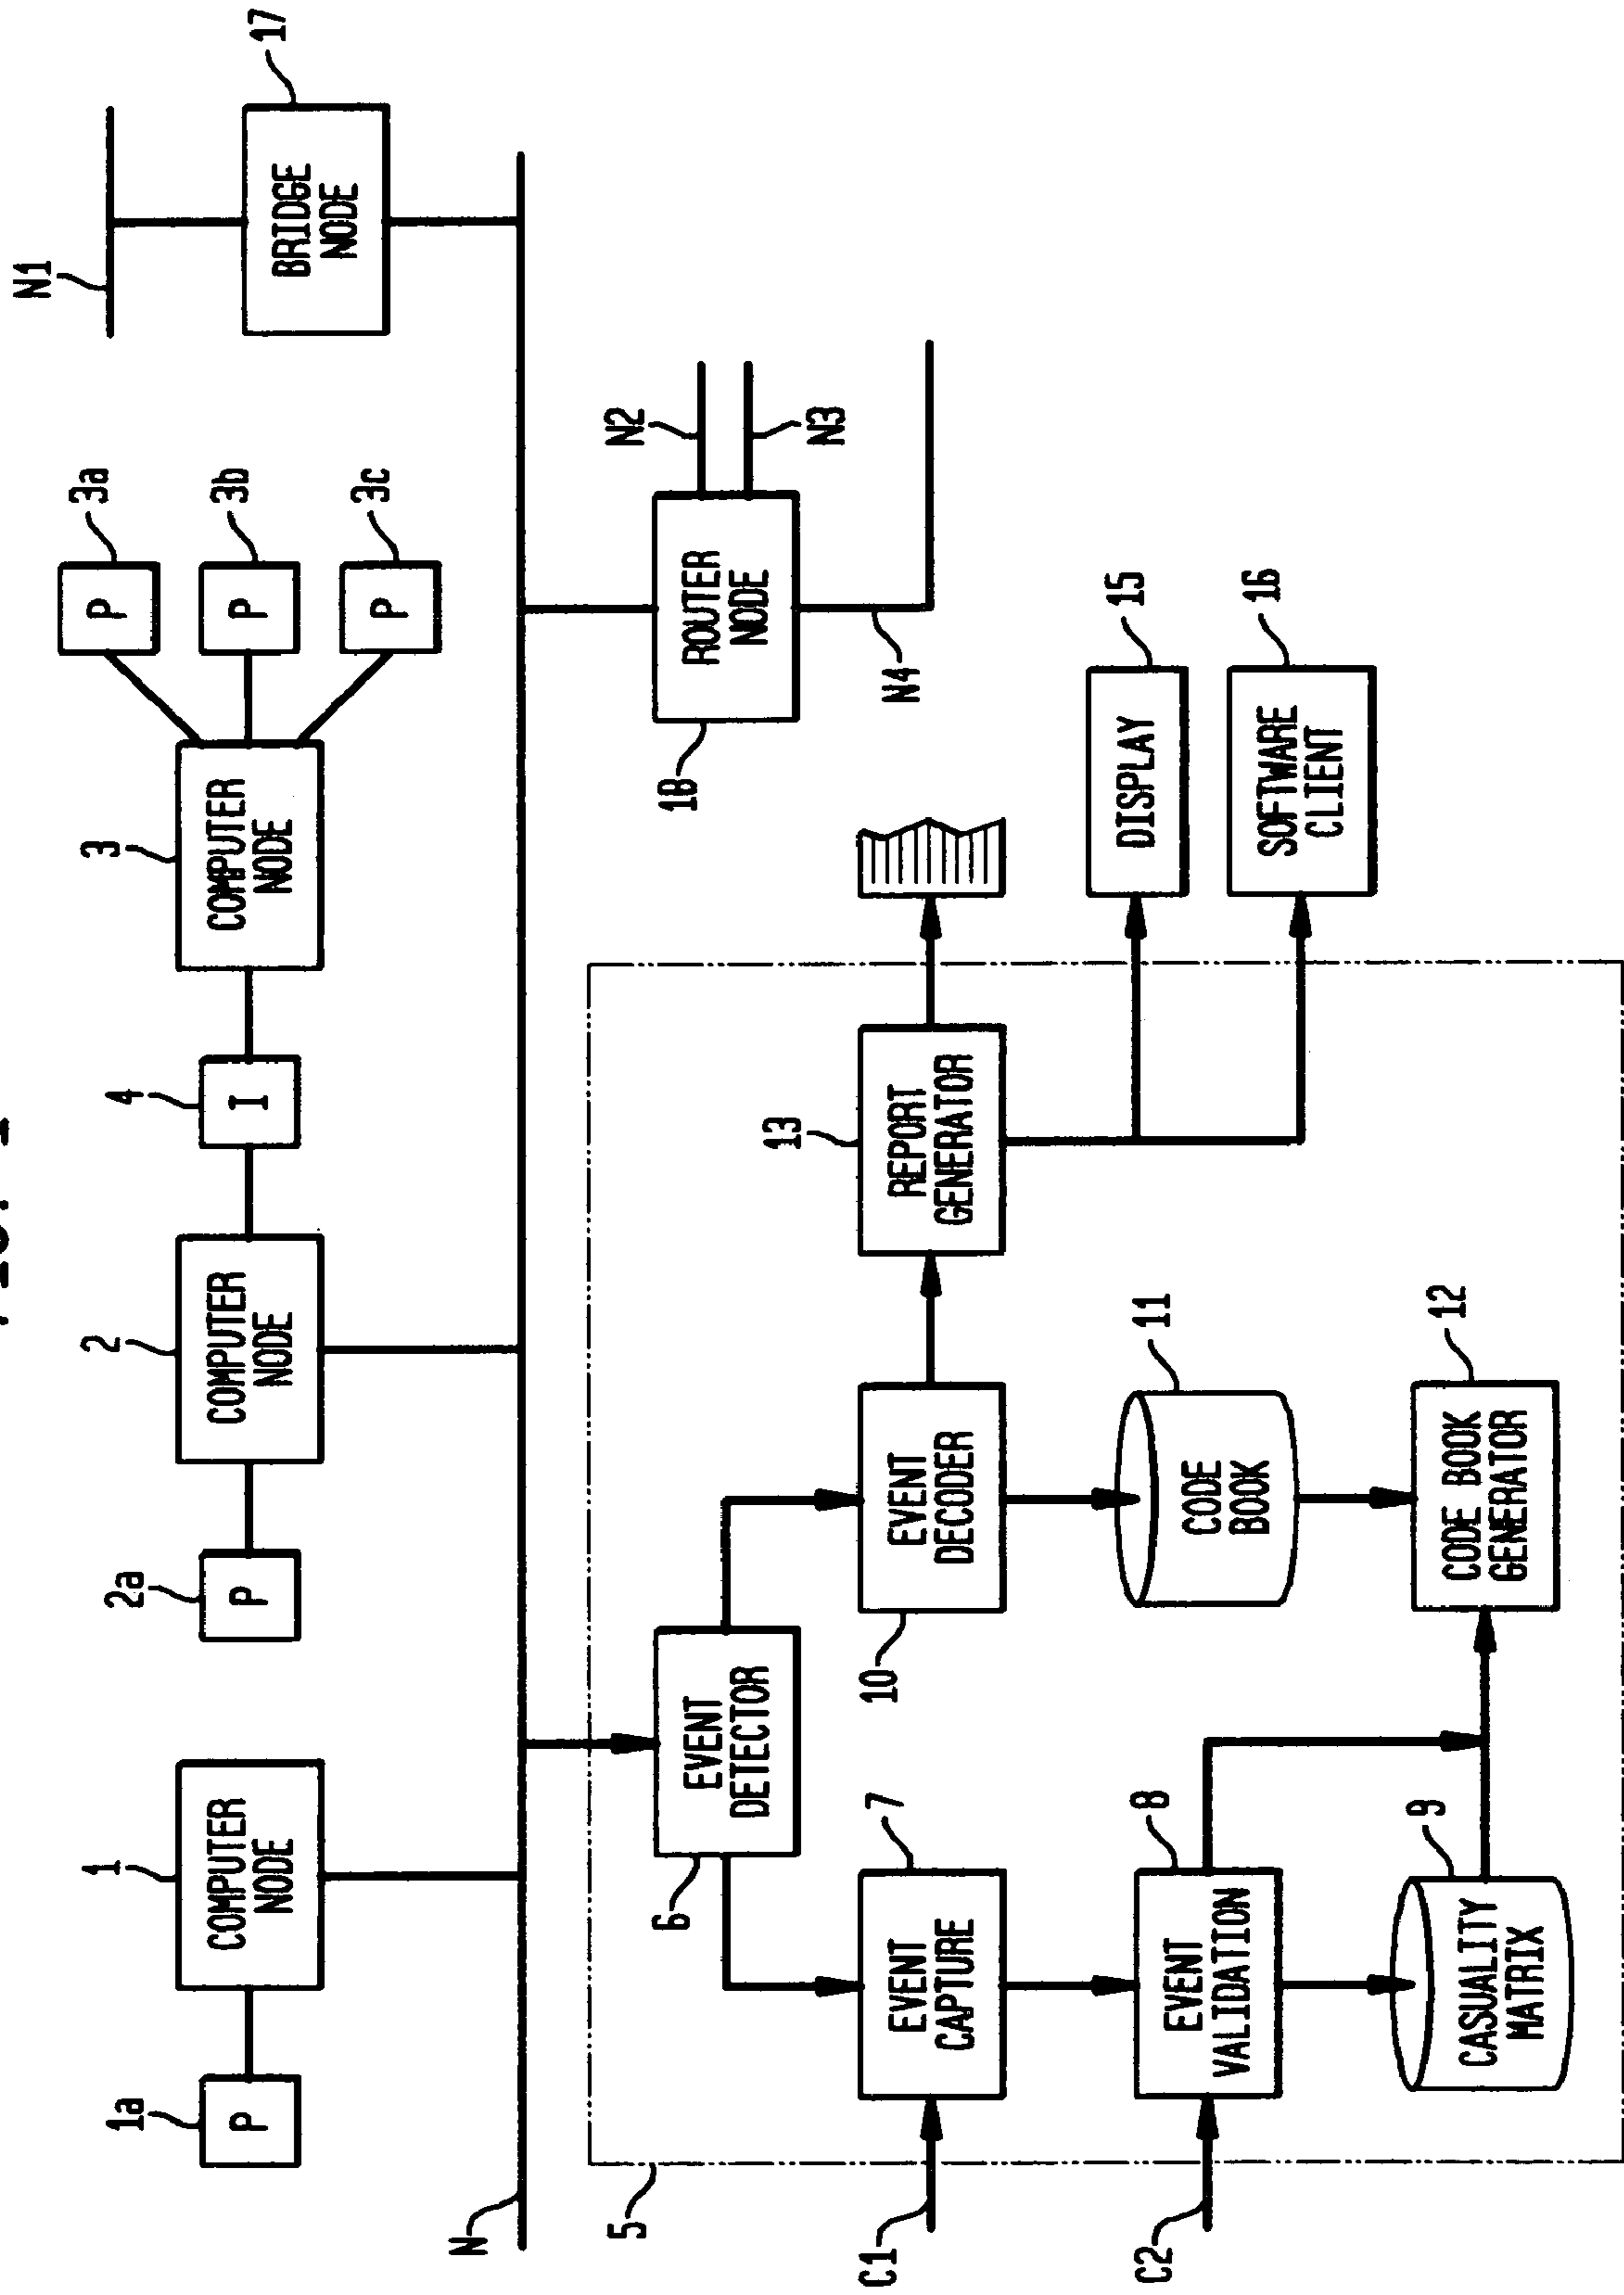 N1
17
BRIDGE
NODE
3a
P
3b
P
3c
P
3
COMPUTER
NODE
4
I
2
COMPUTER
NODE
2a
P
1
COMPUTER
NODE
1a
P
N
N2
N3
ROUTER
NODE
18
N4
5
6
EVENT
DETECTOR
C1
7
EVENT
CAPTURE
C2
8
EVENT
VALIDATION
9
CASUALITY
MATRIX
10
EVENT
DECODER
11
CODE
BOOK
12
CODE BOOK
GENERATOR
13
REPORT
GENERATOR
15
DISPLAY
16
SOFTWARE
CLIENT